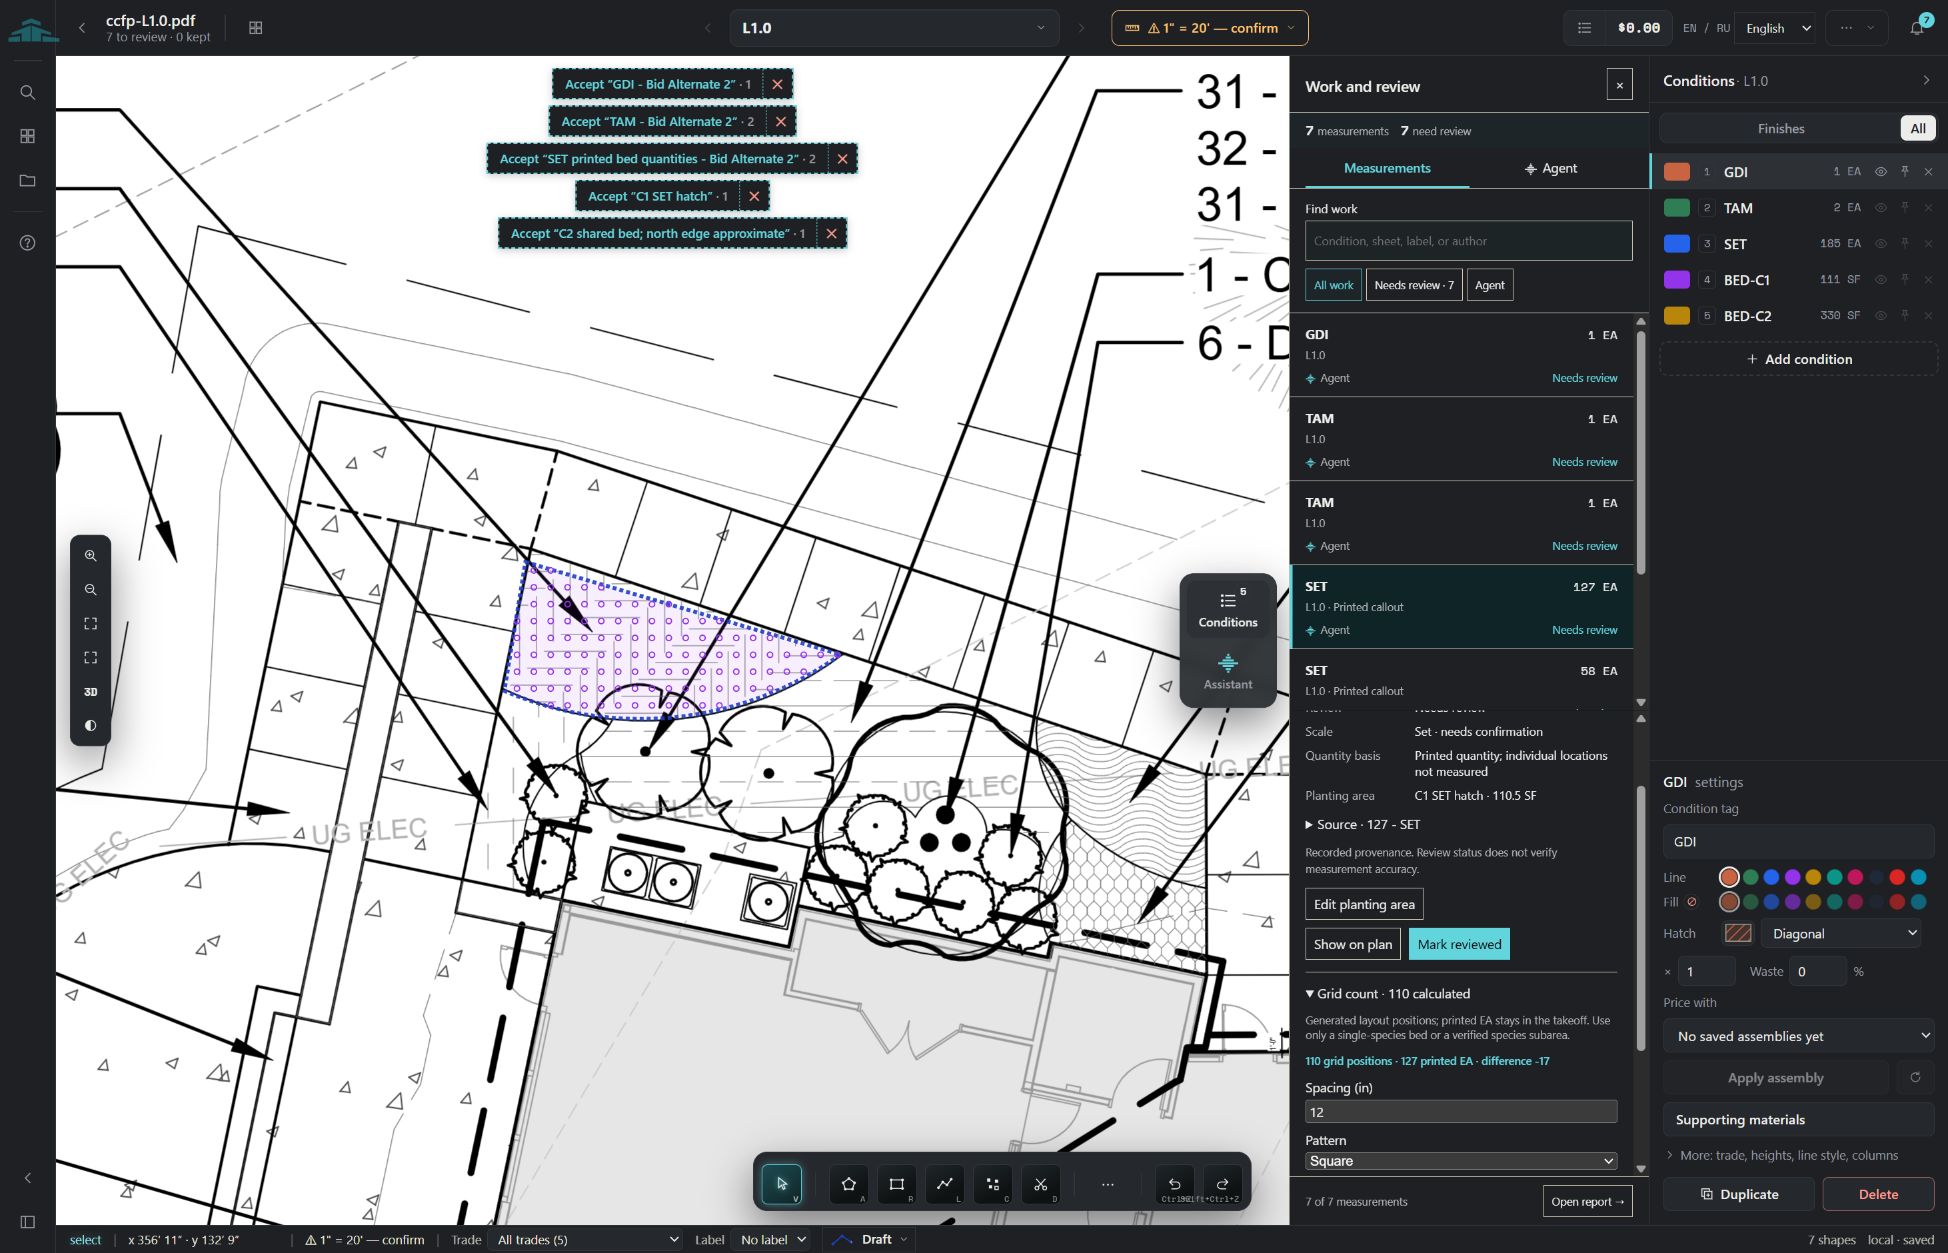 ccfp-L1.0.pdf
7 to review · 0 kept
L1.0
⚠ 1" = 20' — confirm
$0.00
EN / RU
English
7
Accept "GDI - Bid Alternate 2" · 1
Accept "TAM - Bid Alternate 2" · 2
Accept "SET printed bed quantities - Bid Alternate 2" · 2
Accept "C1 SET hatch" · 1
Accept "C2 shared bed; north edge approximate" · 1
31 -
32 -
31 -
1 - C
6 - D
UG ELEC
UG ELEC
UG ELEC
UG ELE
G ELEC
3D
Conditions
5
Assistant
Work and review
7 measurements 7 need review
Measurements
Agent
Find work
Condition, sheet, label, or author
All work
Needs review · 7
Agent
GDI 1 EA
L1.0
Agent Needs review
TAM 1 EA
L1.0
Agent Needs review
TAM 1 EA
L1.0
Agent Needs review
SET 127 EA
L1.0 · Printed callout
Agent Needs review
SET 58 EA
L1.0 · Printed callout
Scale Set · needs confirmation
Quantity basis Printed quantity; individual locations
not measured
Planting area C1 SET hatch · 110.5 SF
Source · 127 - SET
Recorded provenance. Review status does not verify
measurement accuracy.
Edit planting area
Show on plan
Mark reviewed
Grid count · 110 calculated
Generated layout positions; printed EA stays in the takeoff. Use
only a single-species bed or a verified species subarea.
110 grid positions · 127 printed EA · difference -17
Spacing (in)
12
Pattern
Square
7 of 7 measurements
Open report →
Conditions · L1.0
Finishes
All
1 GDI 1 EA
2 TAM 2 EA
3 SET 185 EA
4 BED-C1 111 SF
5 BED-C2 330 SF
+ Add condition
GDI settings
Condition tag
GDI
Line
Fill
Hatch
Diagonal
× 1
Waste 0 %
Price with
No saved assemblies yet
Apply assembly
Supporting materials
More: trade, heights, line style, columns
Duplicate
Delete
V
A
R
L
C
D
select
x 356' 11" · y 132' 9"
⚠ 1" = 20' — confirm
Trade
All trades (5)
Label
No label
Draft
7 shapes
local · saved